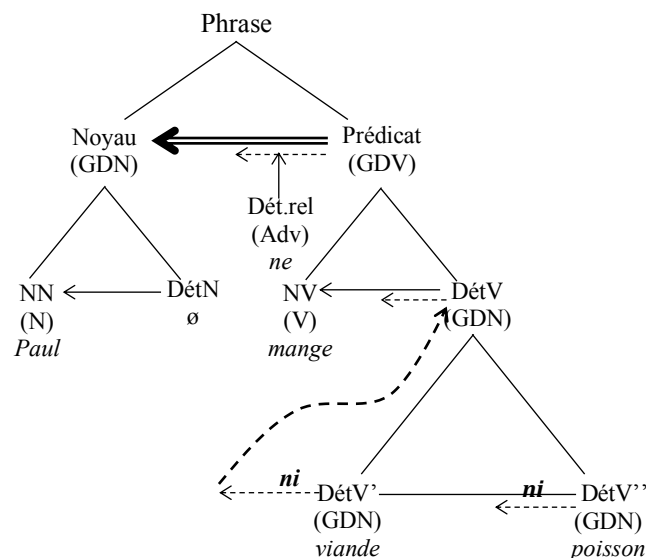 Phrase
Noyau Prédicat
(GDN) (GDV)
Dét.rel
(Adv)
ne
NN DétN NV DétV
(N) ø (V) (GDN)
Paul mange
ni DétV' ni DétV''
(GDN) (GDN)
viande poisson